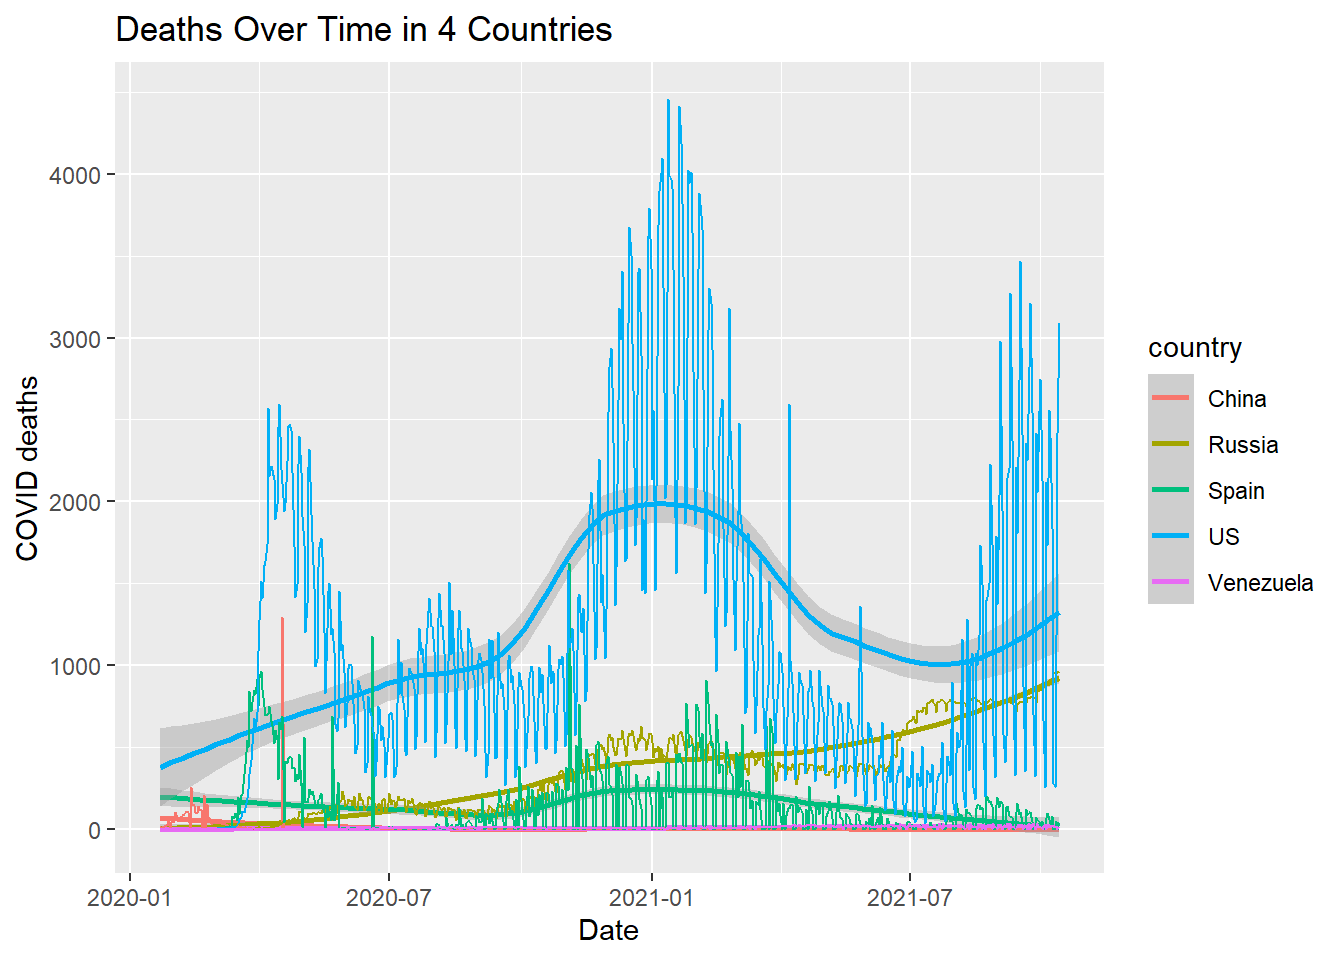 Deaths Over Time in 4 Countries
4000
3000
2000
1000
0
COVID deaths
2020-01
2020-07
2021-01
2021-07
Date
country
China
Russia
Spain
US
Venezuela